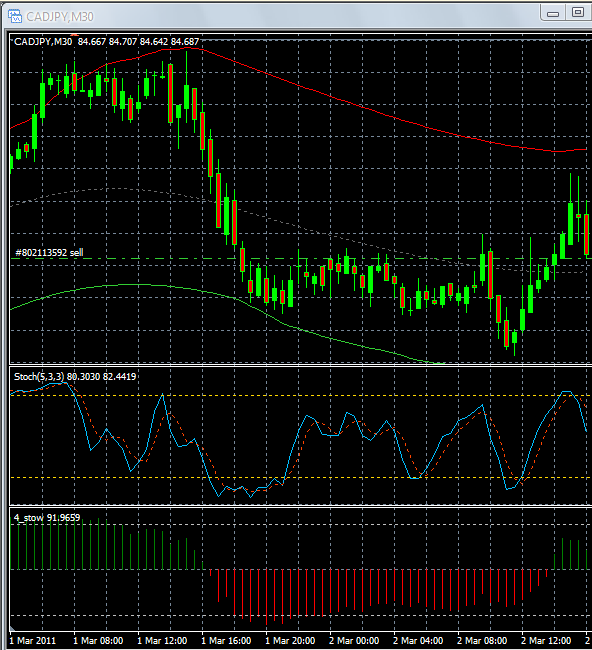 CADJPY,M30
CADJPY,M30 84.667 84.707 84.642 84.687
#802113592 sell
Stoch(5,3,3) 80.3030 82.4419
4_stow 91.9659
1 Mar 2011 1 Mar 08:00 1 Mar 12:00 1 Mar 16:00 1 Mar 20:00 2 Mar 00:00 2 Mar 04:00 2 Mar 08:00 2 Mar 12:00 2